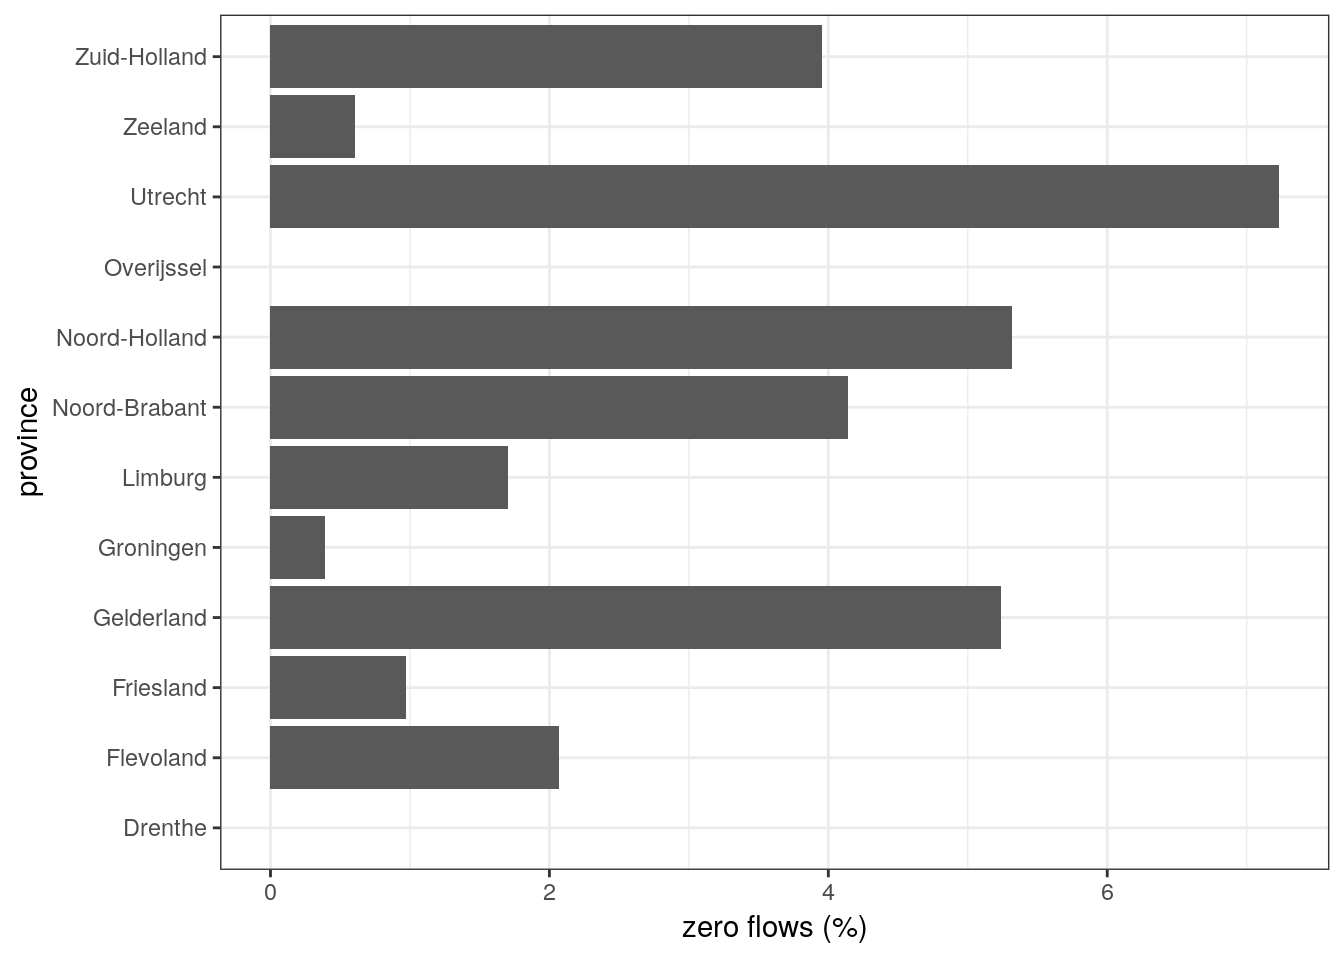 Zuid-Holland
Zeeland
Utrecht
Overijssel
Noord-Holland
Noord-Brabant
Limburg
Groningen
Gelderland
Friesland
Flevoland
Drenthe
province
0 2 4 6
zero flows (%)